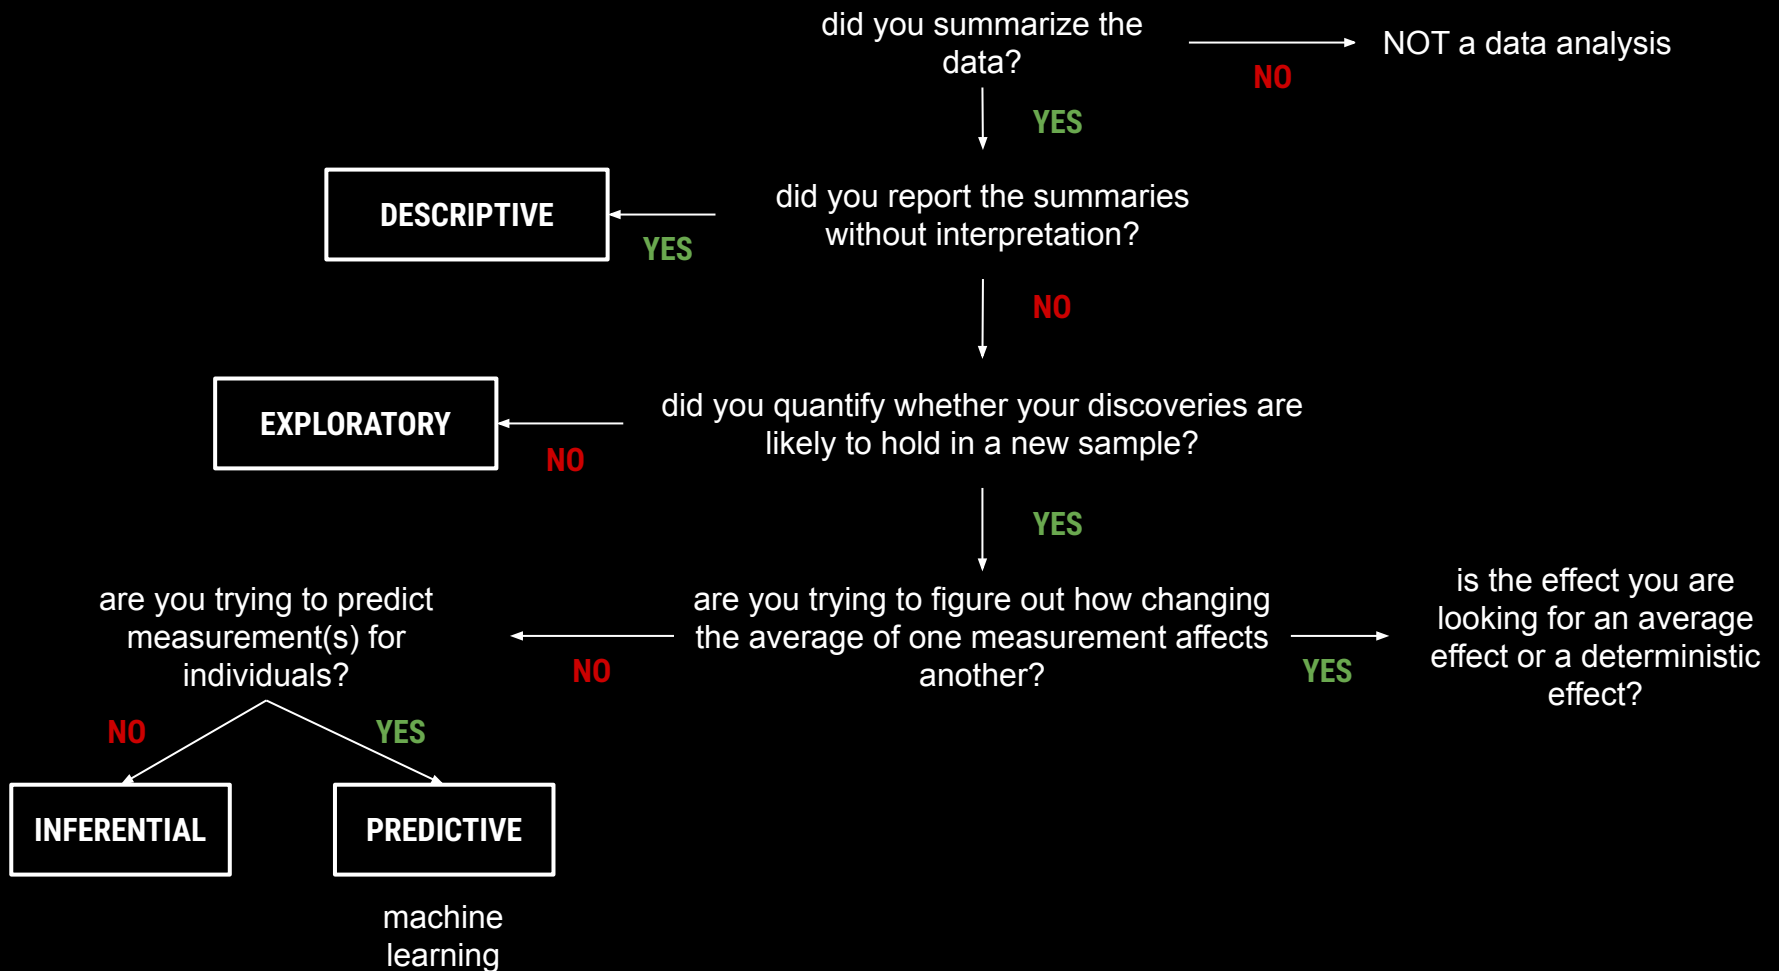 did you summarize the
data?
NOT a data analysis
NO
YES
DESCRIPTIVE
did you report the summaries
without interpretation?
YES
NO
EXPLORATORY
did you quantify whether your discoveries are
likely to hold in a new sample?
NO
YES
are you trying to predict
measurement(s) for
individuals?
are you trying to figure out how changing
the average of one measurement affects
another?
is the effect you are
looking for an average
effect or a deterministic
effect?
NO
YES
NO
YES
INFERENTIAL
PREDICTIVE
machine
learning